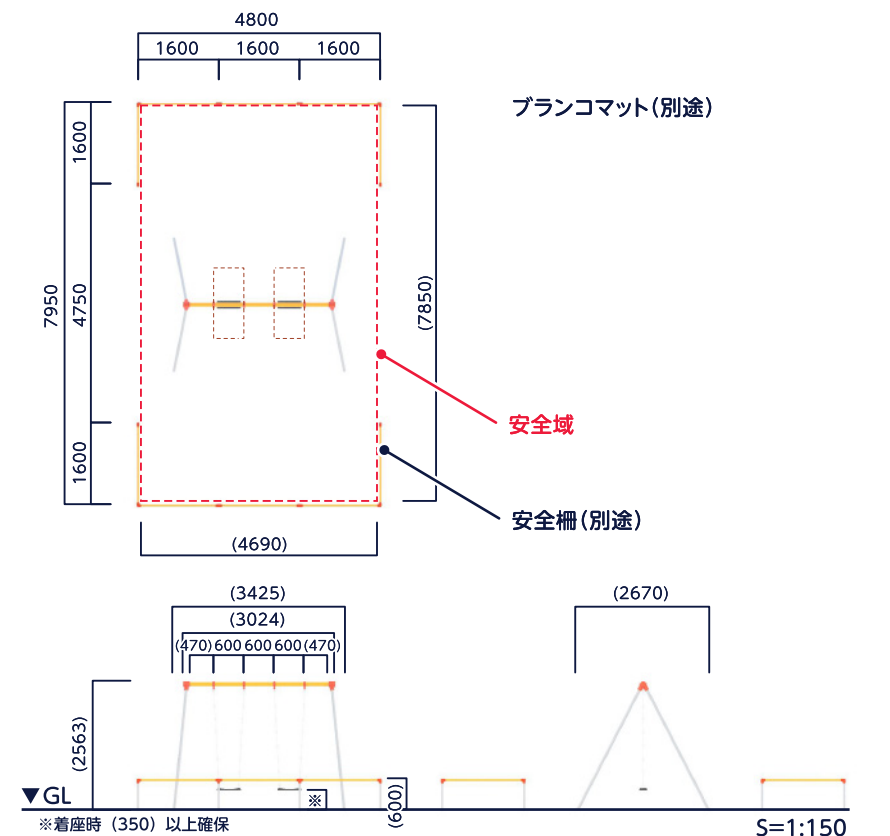 4800
1600 1600 1600
ブランコマット（別途）
1600
7950
4750
(7850)
安全域
1600
安全柵（別途）
(4690)
(3425)
(2670)
(3024)
(470) 600 600 600 (470)
(2563)
▼GL
※
(600)
※着座時（350）以上確保
S=1:150